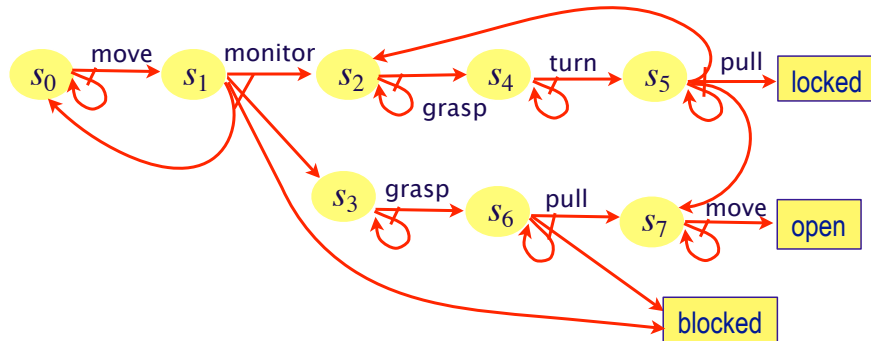 move
monitor
turn
pull
s0
s1
s2
s4
s5
locked
grasp
grasp
pull
move
s3
s6
s7
open
blocked